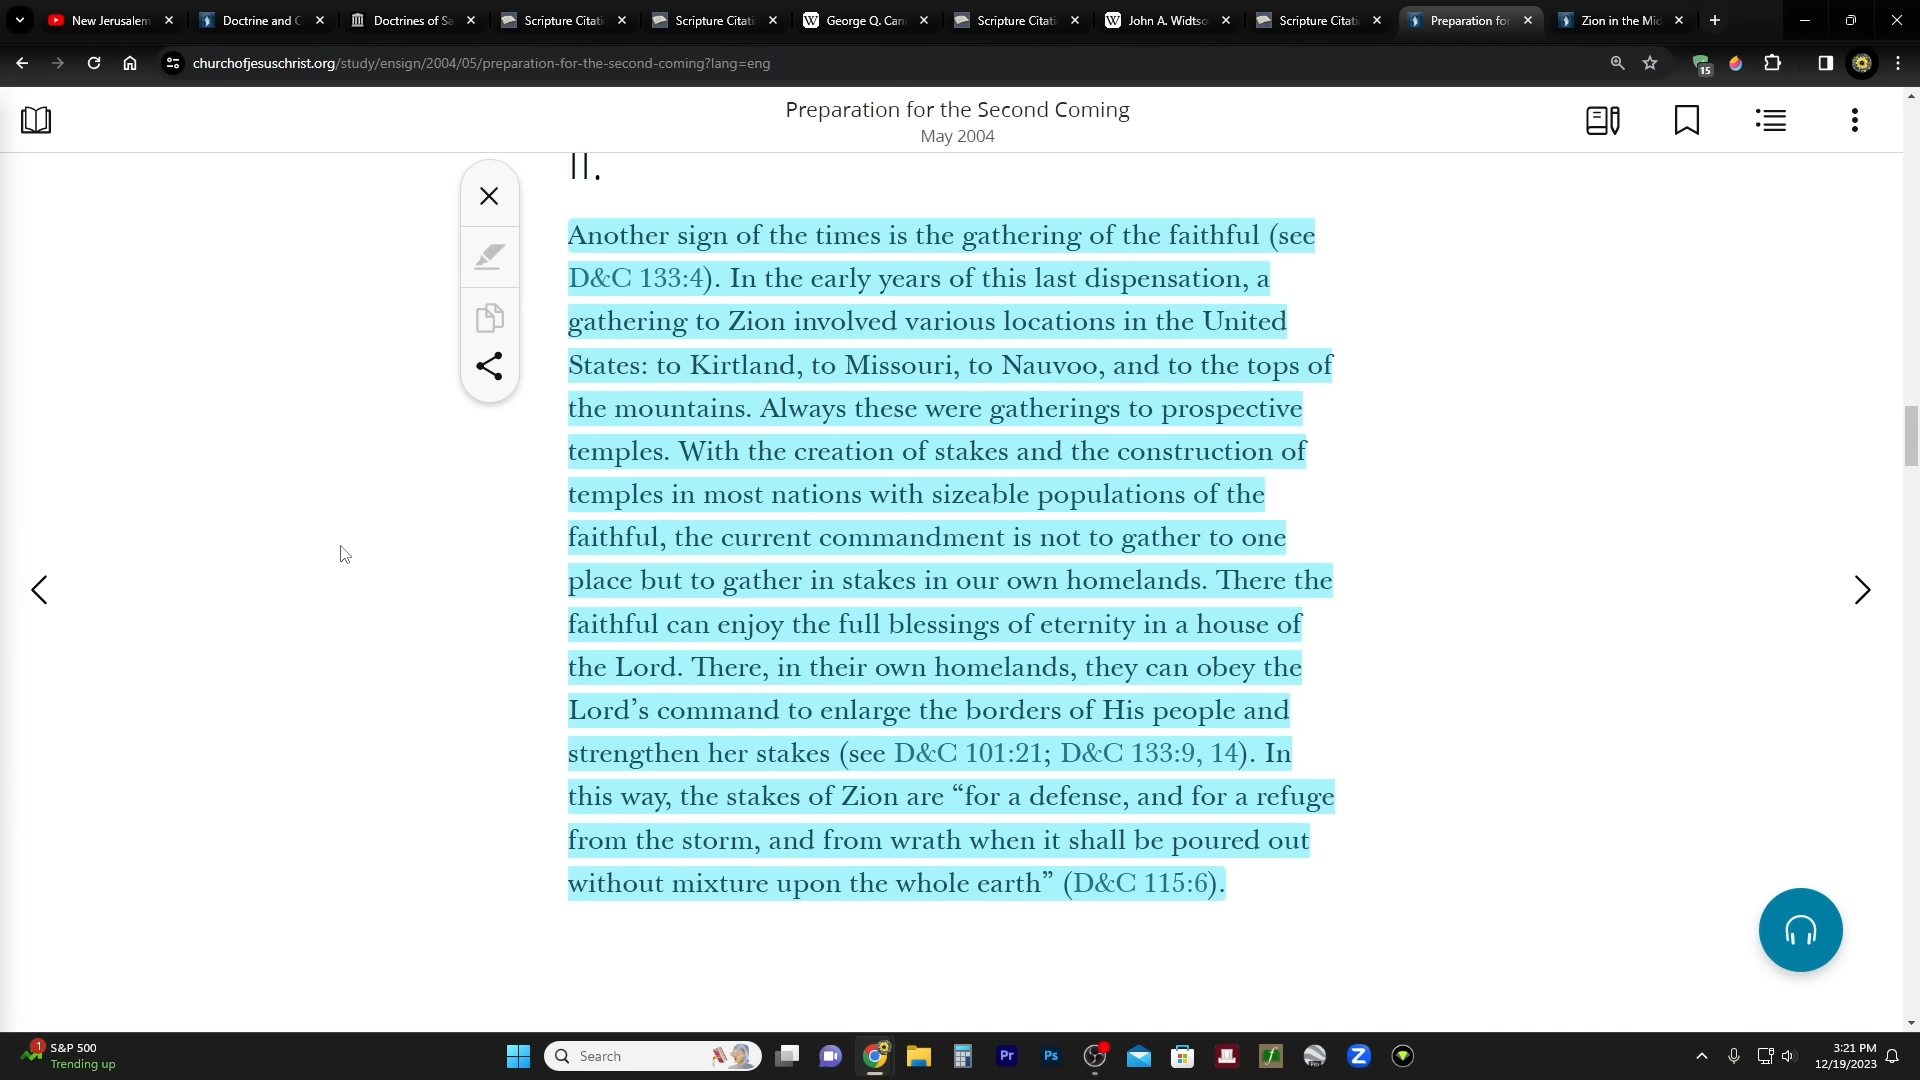 New Jerusalem
Doctrine and C
Doctrines of Sa
Scripture Citati
Scripture Citati
George Q. Can
Scripture Citati
John A. Widtso
Scripture Citati
Preparation for
Zion in the Mid
churchofjesuschrist.org/study/ensign/2004/05/preparation-for-the-second-coming?lang=eng
15
Preparation for the Second Coming
May 2004
II.
Another sign of the times is the gathering of the faithful (see
D&C 133:4). In the early years of this last dispensation, a
gathering to Zion involved various locations in the United
States: to Kirtland, to Missouri, to Nauvoo, and to the tops of
the mountains. Always these were gatherings to prospective
temples. With the creation of stakes and the construction of
temples in most nations with sizeable populations of the
faithful, the current commandment is not to gather to one
place but to gather in stakes in our own homelands. There the
faithful can enjoy the full blessings of eternity in a house of
the Lord. There, in their own homelands, they can obey the
Lord’s command to enlarge the borders of His people and
strengthen her stakes (see D&C 101:21; D&C 133:9, 14). In
this way, the stakes of Zion are “for a defense, and for a refuge
from the storm, and from wrath when it shall be poured out
without mixture upon the whole earth” (D&C 115:6).
1
S&P 500
Trending up
Search
Pr
Ps
Z
3:21 PM
12/19/2023